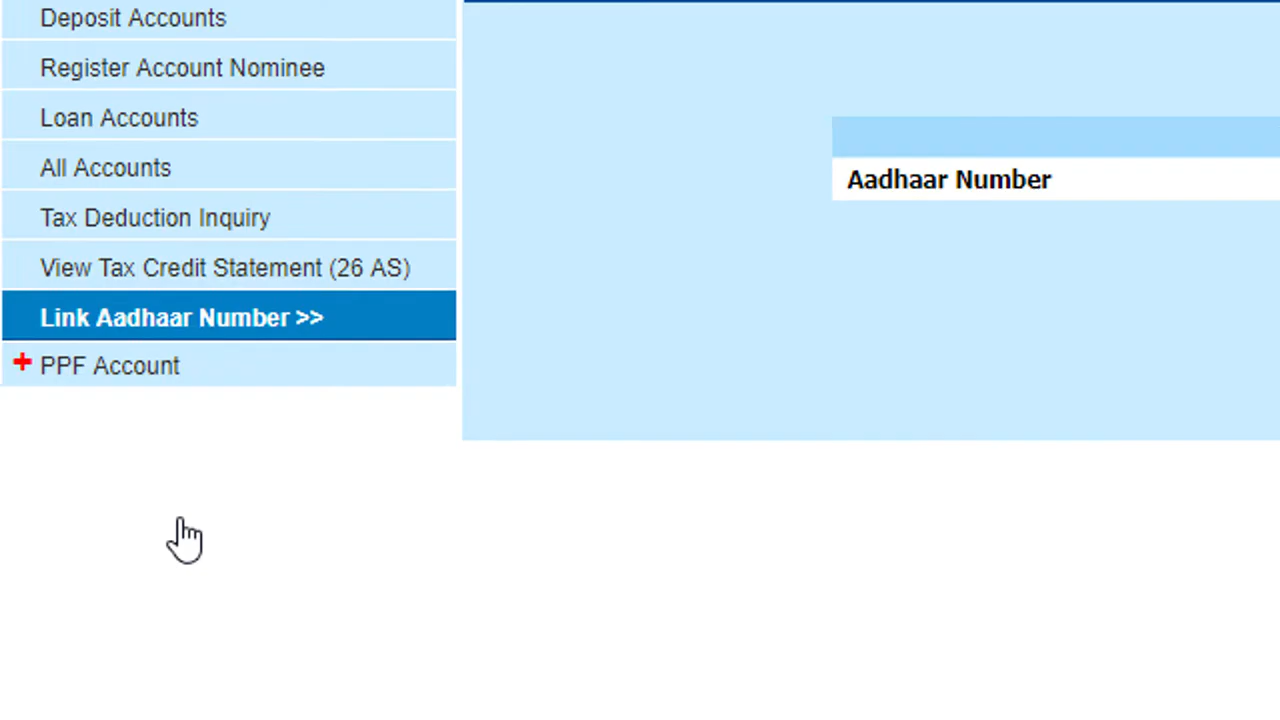 Deposit Accounts
Register Account Nominee
Loan Accounts
All Accounts
Tax Deduction Inquiry
View Tax Credit Statement (26 AS)
Link Aadhaar Number >>
PPF Account
Aadhaar Number